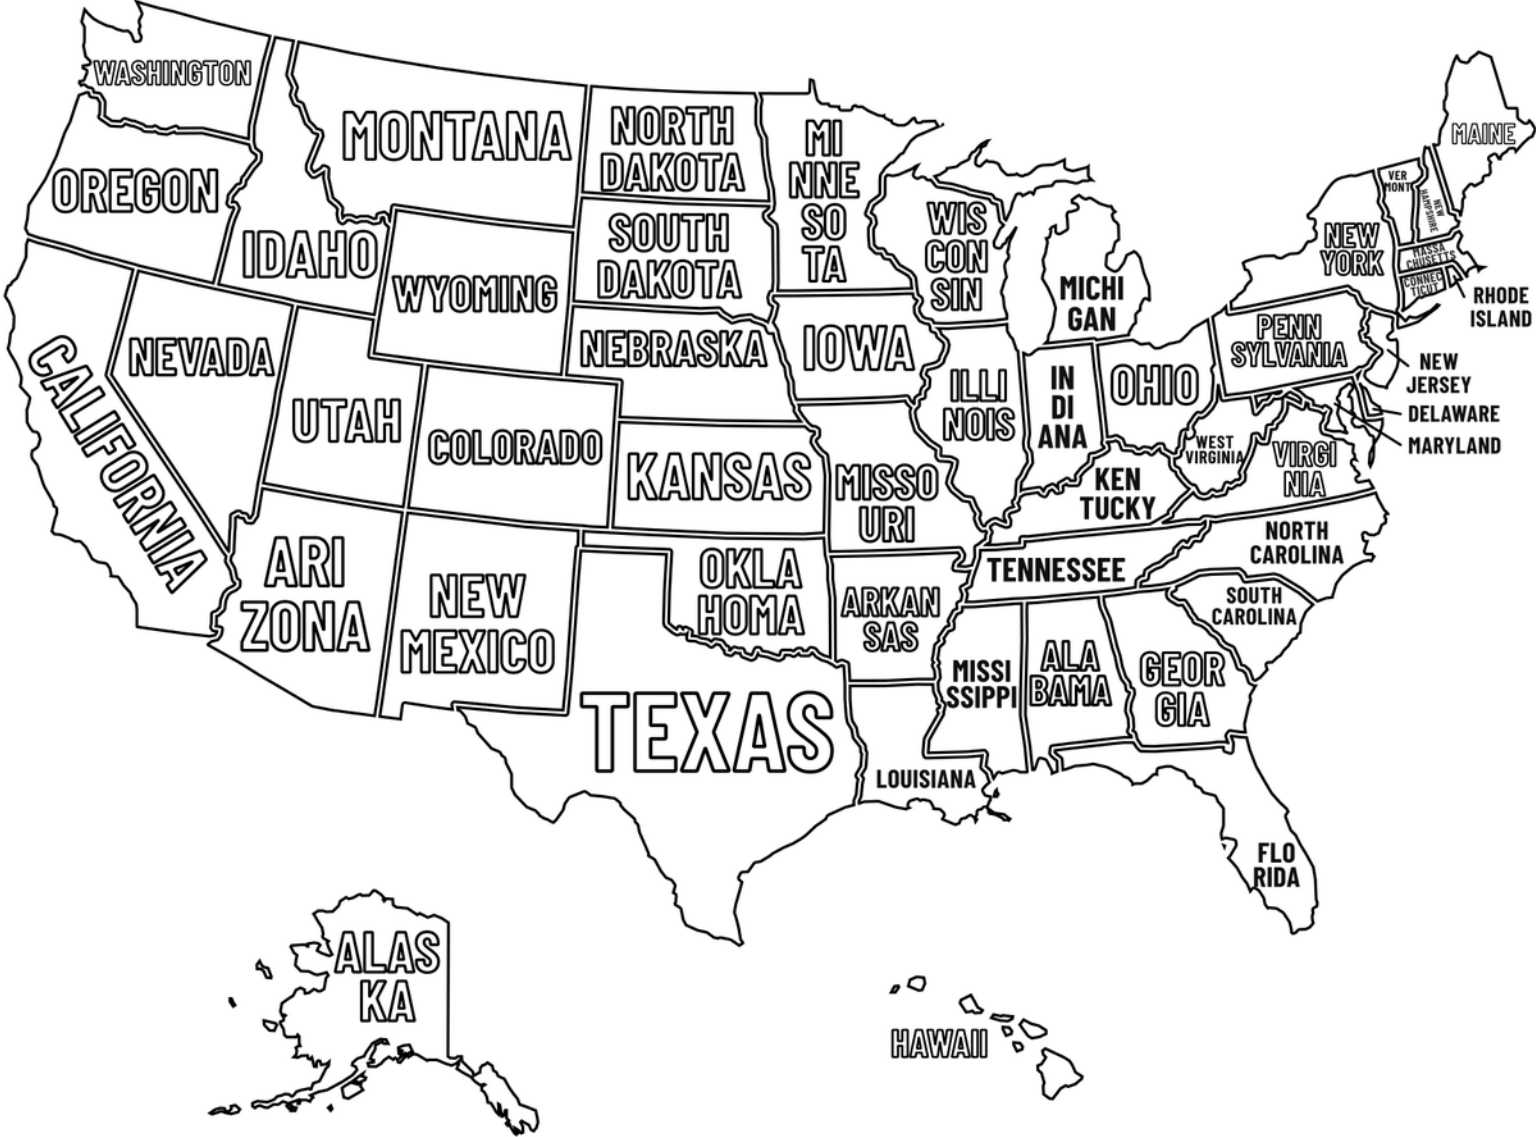 WASHINGTON
OREGON
CALIFORNIA
NEVADA
IDAHO
MONTANA
WYOMING
UTAH
COLORADO
ARI
ZONA
NEW
MEXICO
NORTH
DAKOTA
SOUTH
DAKOTA
NEBRASKA
KANSAS
OKLA
HOMA
TEXAS
MI
NNE
SO
TA
IOWA
MISSO
URI
ARKAN
SAS
LOUISIANA
WIS
CON
SIN
ILLI
NOIS
MICHI
GAN
IN
DI
ANA
OHIO
KEN
TUCKY
TENNESSEE
MISSI
SSIPPI
ALA
BAMA
GEOR
GIA
FLO
RIDA
SOUTH
CAROLINA
NORTH
CAROLINA
VIRGI
NIA
WEST
VIRGINIA
PENN
SYLVANIA
NEW
YORK
VER
MONT
NEW
HAMPSHIRE
MAINE
MASSA
CHUSETTS
CONNEC
TICUT
RHODE
ISLAND
NEW
JERSEY
DELAWARE
MARYLAND
ALAS
KA
HAWAII